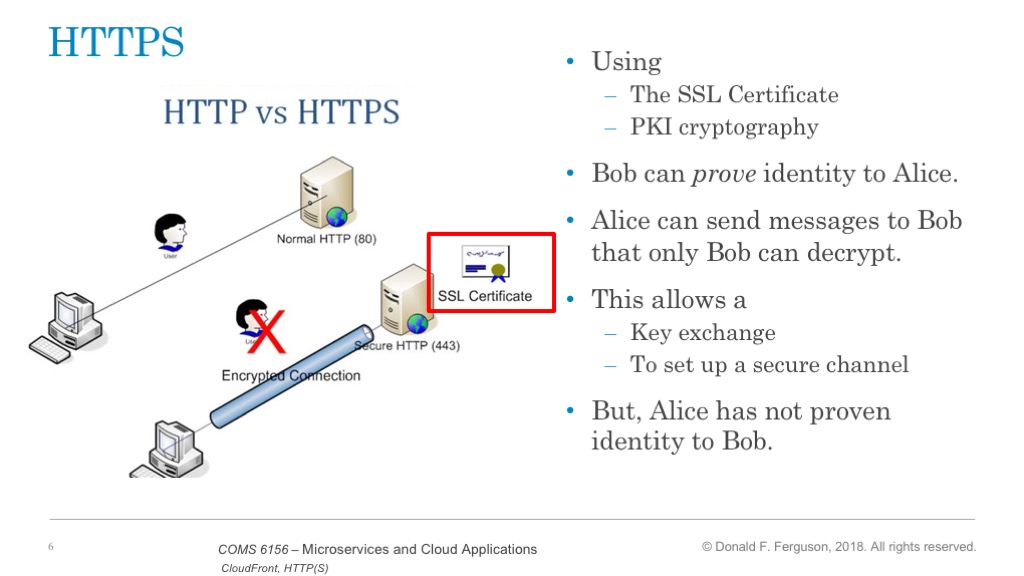 HTTPS
HTTP vs HTTPS
User
Normal HTTP (80)
SSL Certificate
Secure HTTP (443)
Encrypted Connection
• Using
– The SSL Certificate
– PKI cryptography
• Bob can prove identity to Alice.
• Alice can send messages to Bob
that only Bob can decrypt.
• This allows a
– Key exchange
– To set up a secure channel
• But, Alice has not proven
identity to Bob.
6
COMS 6156 – Microservices and Cloud Applications
CloudFront, HTTP(S)
© Donald F. Ferguson, 2018. All rights reserved.